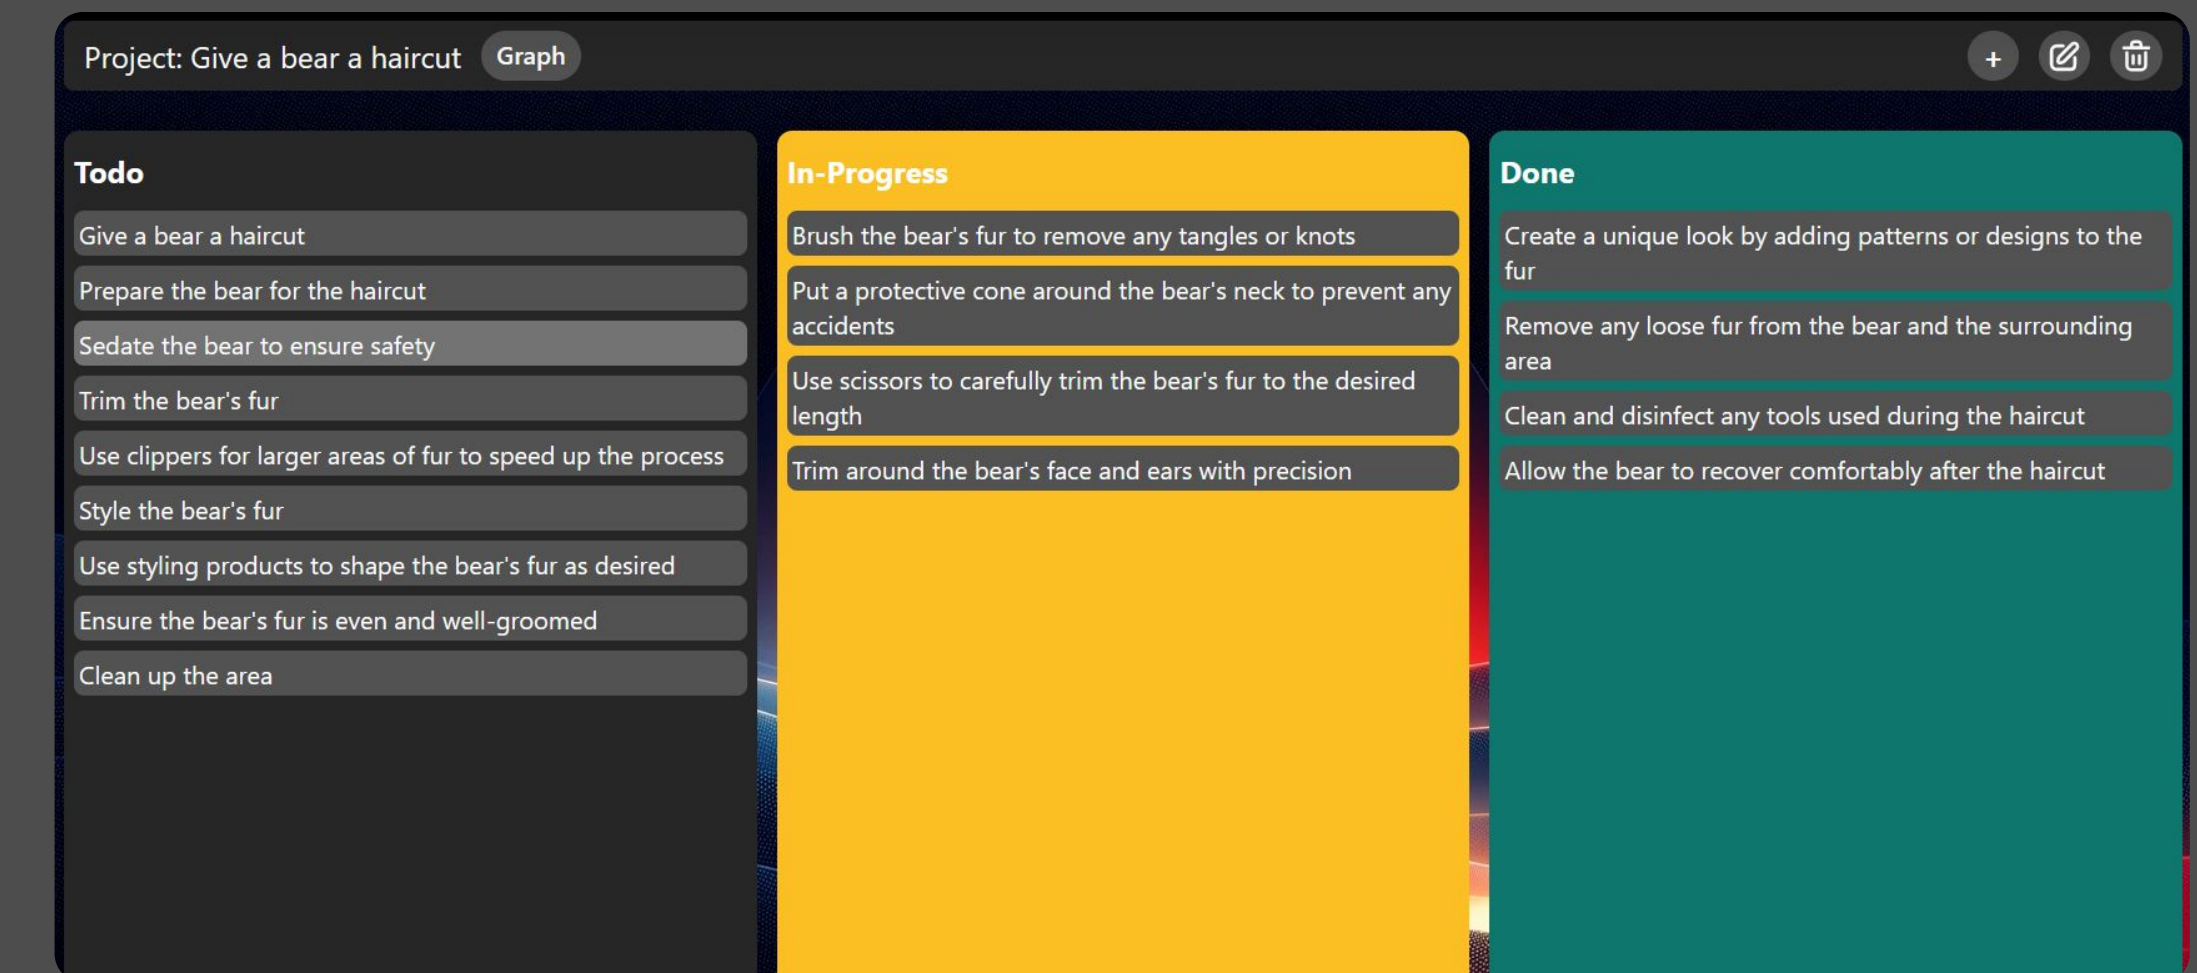 Project: Give a bear a haircut
Graph
+
Todo
Give a bear a haircut
Prepare the bear for the haircut
Sedate the bear to ensure safety
Trim the bear's fur
Use clippers for larger areas of fur to speed up the process
Style the bear's fur
Use styling products to shape the bear's fur as desired
Ensure the bear's fur is even and well-groomed
Clean up the area
In-Progress
Brush the bear's fur to remove any tangles or knots
Put a protective cone around the bear's neck to prevent any
accidents
Use scissors to carefully trim the bear's fur to the desired
length
Trim around the bear's face and ears with precision
Done
Create a unique look by adding patterns or designs to the
fur
Remove any loose fur from the bear and the surrounding
area
Clean and disinfect any tools used during the haircut
Allow the bear to recover comfortably after the haircut